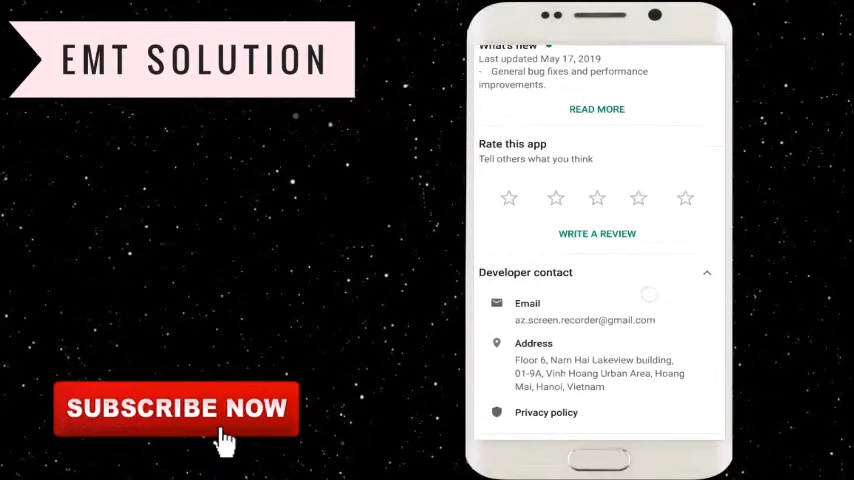 EMT SOLUTION
SUBSCRIBE NOW
What's new
Last updated May 17, 2019
- General bug fixes and performance
improvements.
READ MORE
Rate this app
Tell others what you think
WRITE A REVIEW
Developer contact
Email
az.screen.recorder@gmail.com
Address
Floor 6, Nam Hai Lakeview building,
01-9A, Vinh Hoang Urban Area, Hoang
Mai, Hanoi, Vietnam
Privacy policy